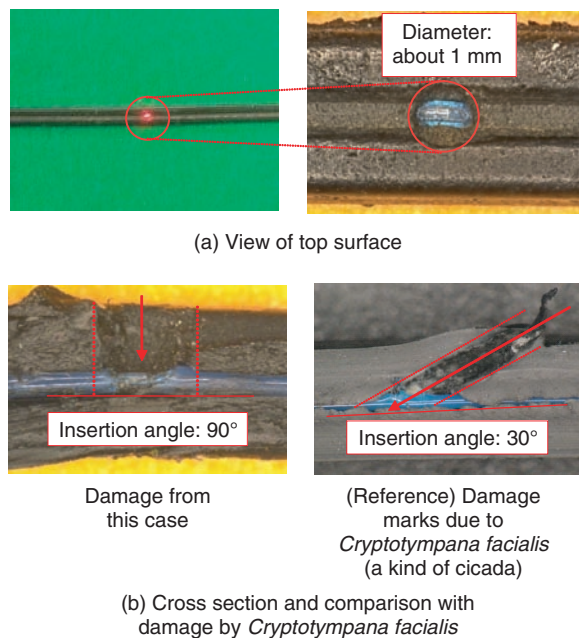 Diameter:
about 1 mm
(a) View of top surface
Insertion angle: 90°
Insertion angle: 30°
Damage from
this case
(Reference) Damage
marks due to
Cryptotympana facialis
(a kind of cicada)
(b) Cross section and comparison with
damage by Cryptotympana facialis